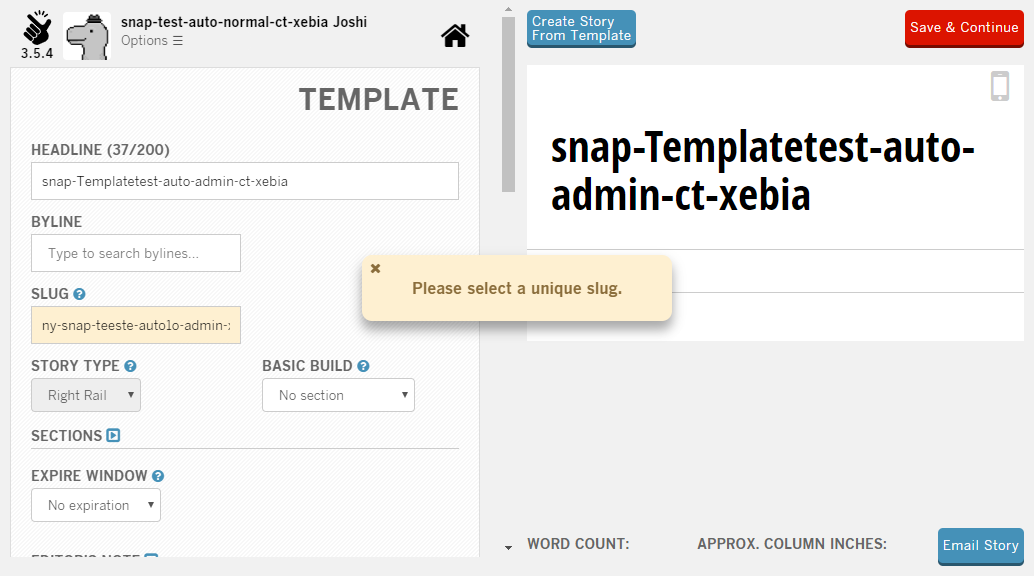 snap-test-auto-normal-ct-xebia Joshi
Options ☰
3.5.4
Create Story
From Template
Save & Continue
TEMPLATE
HEADLINE (37/200)
snap-Templatetest-auto-admin-ct-xebia
BYLINE
Type to search bylines...
SLUG ?
ny-snap-teeste-auto1o-admin-
STORY TYPE ?
Right Rail
BASIC BUILD ?
No section
SECTIONS
EXPIRE WINDOW ?
No expiration
EDITOR'S NOTE
snap-Templatetest-auto-
admin-ct-xebia
Please select a unique slug.
WORD COUNT:
APPROX. COLUMN INCHES:
Email Story